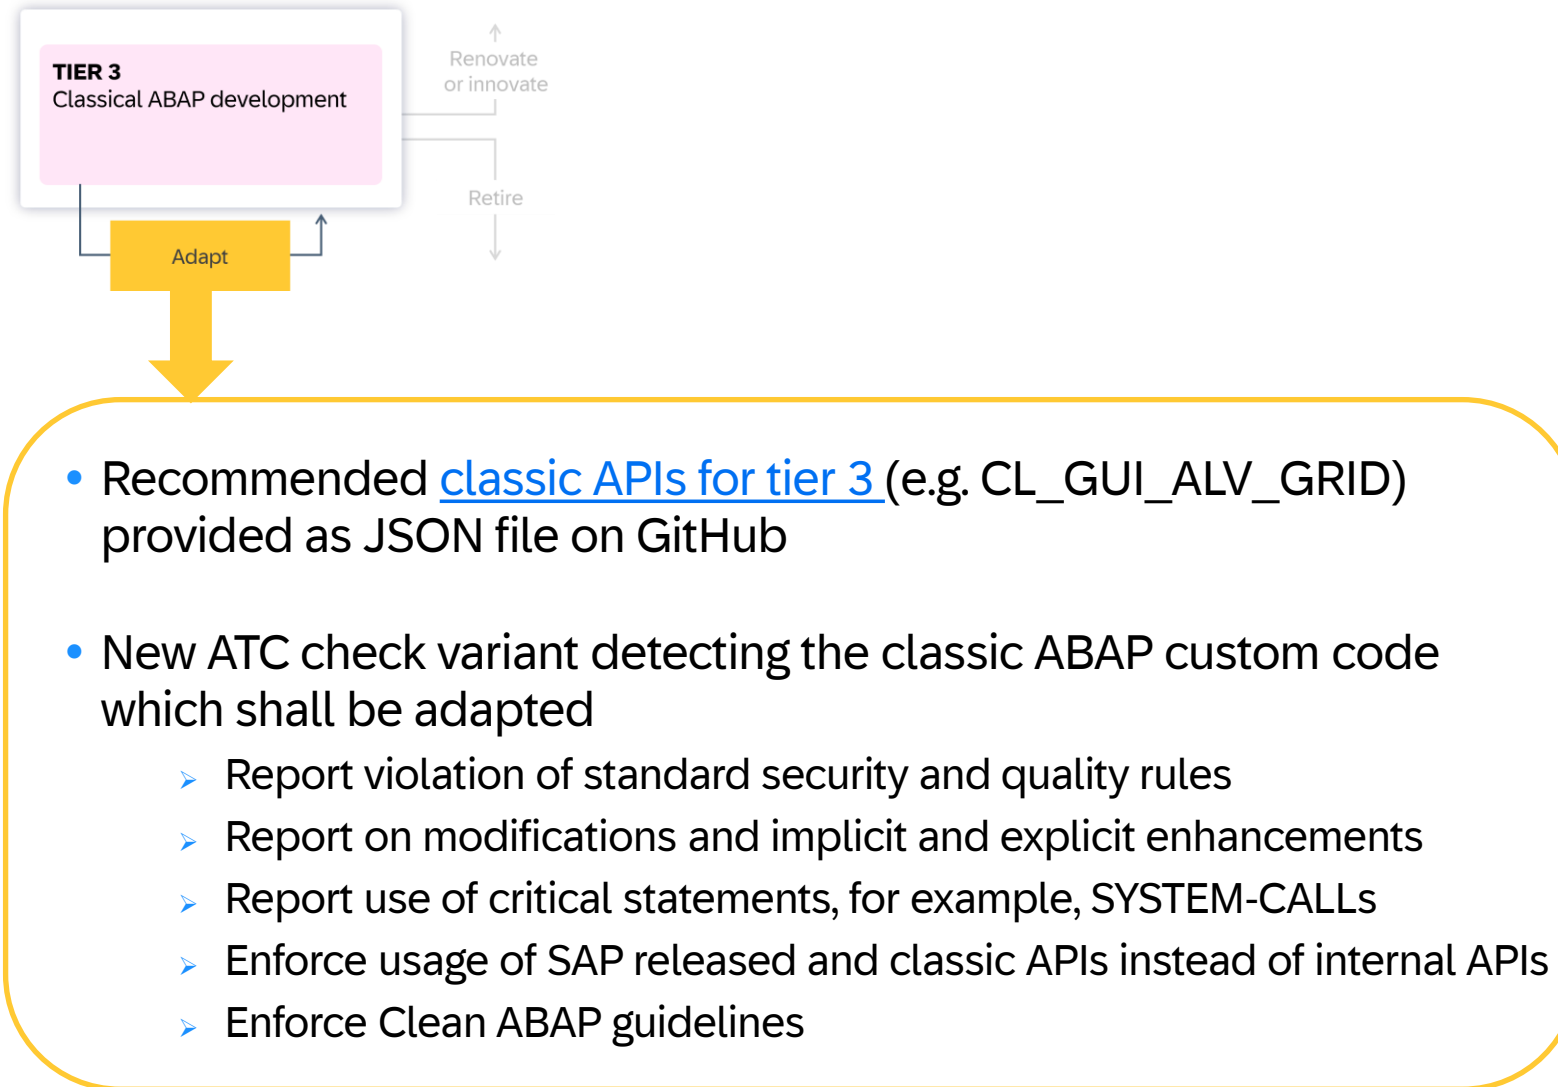 TIER 3
Classical ABAP development
Renovate
or innovate
Retire
Adapt
• Recommended classic APIs for tier 3 (e.g. CL_GUI_ALV_GRID)
provided as JSON file on GitHub
• New ATC check variant detecting the classic ABAP custom code
which shall be adapted
➢ Report violation of standard security and quality rules
➢ Report on modifications and implicit and explicit enhancements
➢ Report use of critical statements, for example, SYSTEM-CALLs
➢ Enforce usage of SAP released and classic APIs instead of internal APIs
➢ Enforce Clean ABAP guidelines